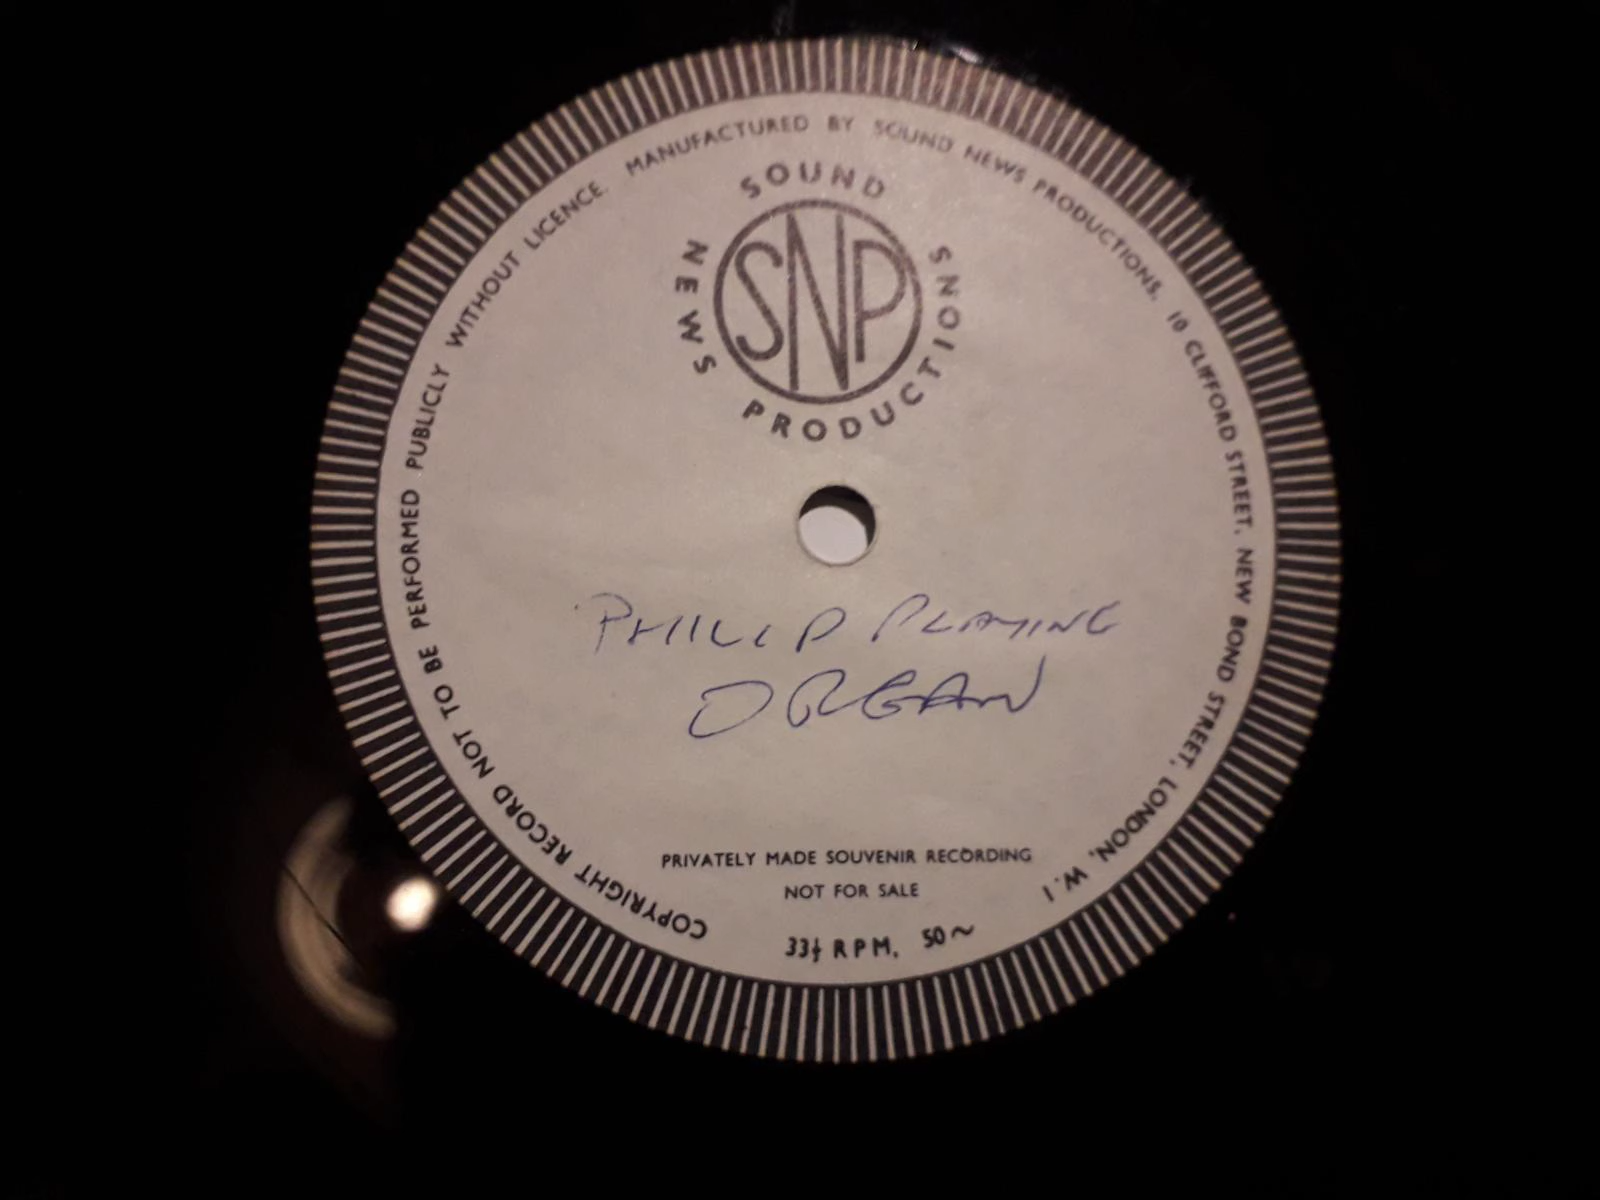 COPYRIGHT RECORD NOT TO BE PERFORMED PUBLICLY WITHOUT LICENCE. MANUFACTURED BY SOUND NEWS PRODUCTIONS, 10 CLIFFORD STREET, NEW BOND STREET, LONDON, W.1
SOUND
NEWS
PRODUCTIONS
SNP
PHILIP PLAYING
ORGAN
PRIVATELY MADE SOUVENIR RECORDING
NOT FOR SALE
33⅓ RPM, 50~